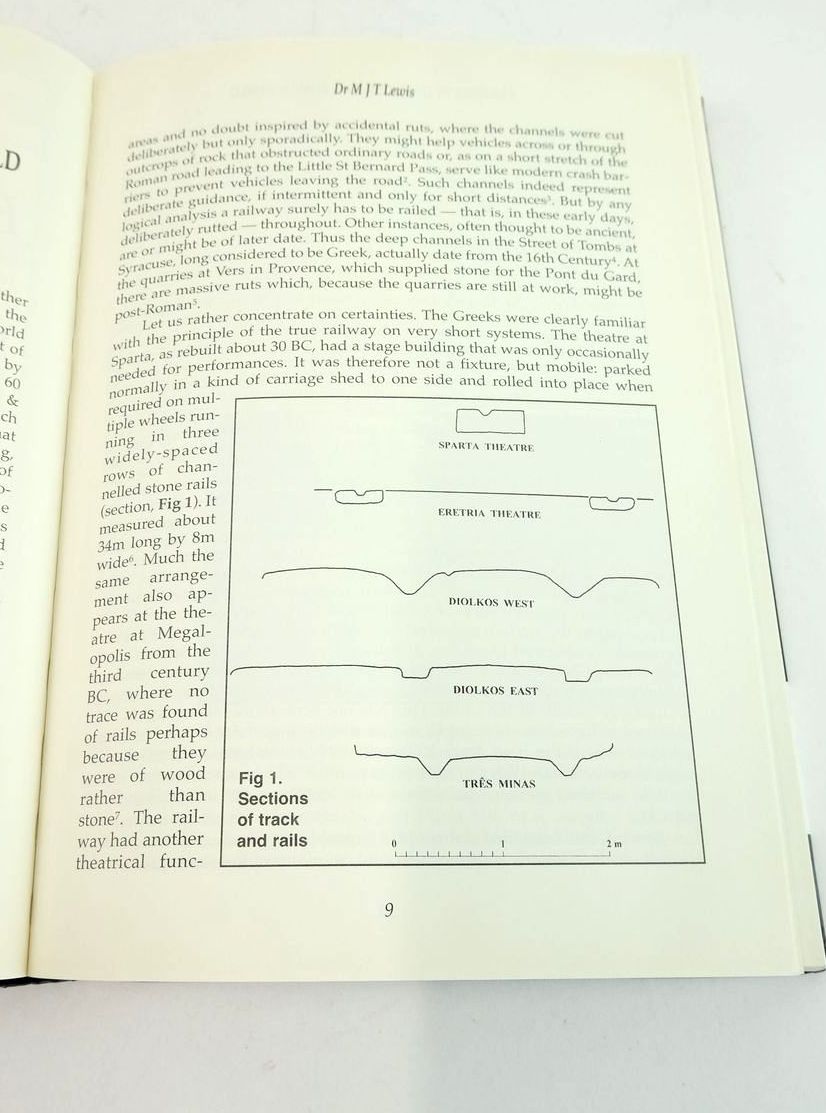 LD
ther
the
orld
t of
by
60
&
ch
at
g,
of
o-
e
s
d
e
Dr M J T Lewis
areas and no doubt inspired by accidental ruts, where the channels were cut
deliberately but only sporadically. They might help vehicles across or through
outcrops of rock that obstructed ordinary roads or, as on a short stretch of the
Roman road leading to the Little St Bernard Pass, serve like modern crash bar-
riers to prevent vehicles leaving the road². Such channels indeed represent
deliberate guidance, if intermittent and only for short distances³. But by any
logical analysis a railway surely has to be railed — that is, in these early days,
deliberately rutted — throughout. Other instances, often thought to be ancient,
are or might be of later date. Thus the deep channels in the Street of Tombs at
Syracuse, long considered to be Greek, actually date from the 16th Century⁴. At
the quarries at Vers in Provence, which supplied stone for the Pont du Gard,
there are massive ruts which, because the quarries are still at work, might be
post-Roman⁵.
Let us rather concentrate on certainties. The Greeks were clearly familiar
with the principle of the true railway on very short systems. The theatre at
Sparta, as rebuilt about 30 BC, had a stage building that was only occasionally
needed for performances. It was therefore not a fixture, but mobile: parked
normally in a kind of carriage shed to one side and rolled into place when
required on mul-
tiple wheels run-
ning in three
widely-spaced
rows of chan-
nelled stone rails
(section, Fig 1). It
measured about
34m long by 8m
wide⁶. Much the
same arrange-
ment also ap-
pears at the the-
atre at Megal-
opolis from the
third century
BC, where no
trace was found
of rails perhaps
because they
were of wood
rather than
stone⁷. The rail-
way had another
theatrical func-
SPARTA THEATRE
ERETRIA THEATRE
DIOLKOS WEST
DIOLKOS EAST
TRÊS MINAS
Fig 1.
Sections
of track
and rails
0 1 2 m
9